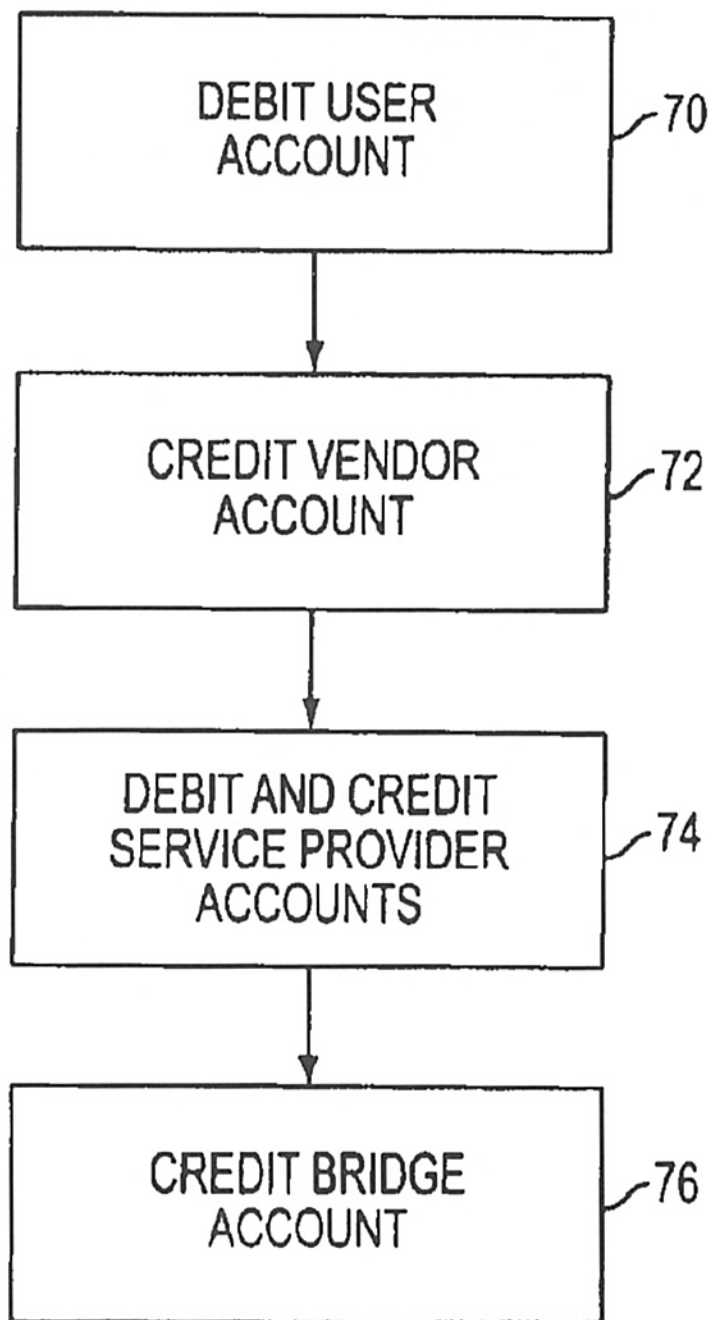 DEBIT USER
ACCOUNT
70
CREDIT VENDOR
ACCOUNT
72
DEBIT AND CREDIT
SERVICE PROVIDER
ACCOUNTS
74
CREDIT BRIDGE
ACCOUNT
76